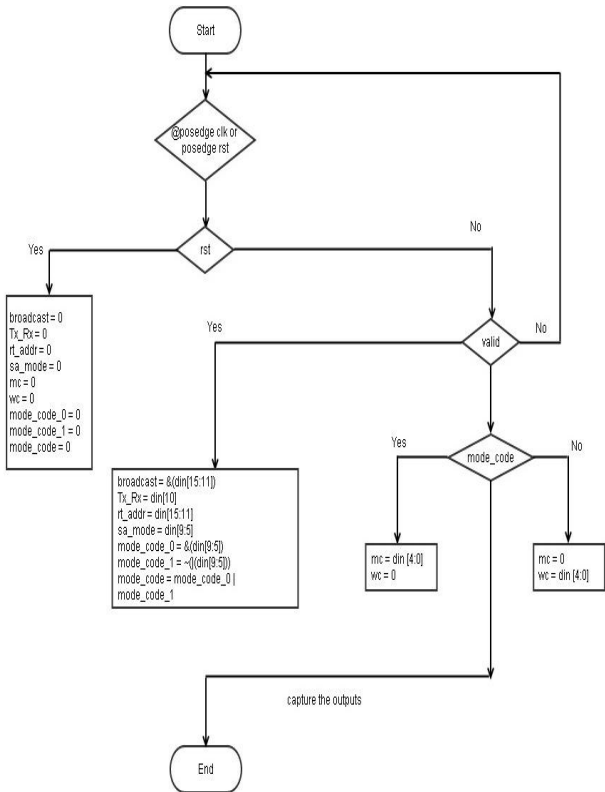 Start
@posedge clk or
posedge rst
rst
Yes
No
broadcast = 0
Tx_Rx = 0
rt_addr = 0
sa_mode = 0
mc = 0
wc = 0
mode_code_0 = 0
mode_code_1 = 0
mode_code = 0
valid
Yes
No
broadcast = &(din[15:11])
Tx_Rx = din[10]
rt_addr = din[15:11]
sa_mode = din[9:5]
mode_code_0 = &(din[9:5])
mode_code_1 = ~(|(din[9:5]))
mode_code = mode_code_0 |
mode_code_1
mode_code
Yes
No
mc = din [4:0]
wc = 0
mc = 0
wc = din [4:0]
capture the outputs
End